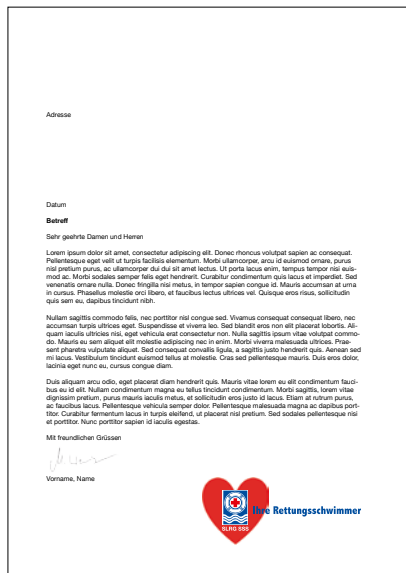 Adresse
Datum
Betreff
Sehr geehrte Damen und Herren
Lorem ipsum dolor sit amet, consectetur adipiscing elit. Donec rhoncus volutpat sapien ac consequat.
Pellentesque eget velit ut turpis facilisis elementum. Morbi ullamcorper, arcu id euismod ornare, purus
nisl pretium purus, ac ullamcorper dui dui sit amet lectus. Ut porta lacus enim, tempus tempor nisi euis-
mod ac. Morbi sodales semper felis eget hendrerit. Curabitur condimentum quis lacus et imperdiet. Sed
venenatis ornare nulla. Donec fringilla nisi metus, in tempor sapien congue id. Mauris accumsan at urna
in cursus. Phasellus molestie orci libero, et faucibus lectus ultrices vel. Quisque eros risus, sollicitudin
quis sem eu, dapibus tincidunt nibh.
Nullam sagittis commodo felis, nec porttitor nisl congue sed. Vivamus consequat consequat libero, nec
accumsan turpis ultrices eget. Suspendisse et viverra leo. Sed blandit eros non elit placerat lobortis. Ali-
quam iaculis ultricies nisi, eget vehicula erat consectetur non. Nulla sagittis ipsum vitae volutpat commo-
do. Mauris eu sem aliquet elit molestie adipiscing nec in enim. Morbi viverra malesuada ultrices. Prae-
sent pharetra vulputate aliquet. Sed consequat convallis ligula, a sagittis justo hendrerit quis. Aenean sed
mi lacus. Vestibulum tincidunt euismod tellus at molestie. Cras sed pellentesque mauris. Duis eros dolor,
lacinia eget nunc eu, cursus congue diam.
Duis aliquam arcu odio, eget placerat diam hendrerit quis. Mauris vitae lorem eu elit condimentum fauci-
bus eu id elit. Nullam condimentum magna eu tellus tincidunt condimentum. Morbi sagittis, lorem vitae
dignissim pretium, purus mauris iaculis metus, et sollicitudin eros justo id lacus. Etiam at rutrum purus,
ac faucibus lacus. Pellentesque vehicula semper dolor. Pellentesque malesuada magna ac dapibus port-
titor. Curabitur fermentum lacus in turpis eleifend, ut placerat nisl pretium. Sed sodales pellentesque nisi
et porttitor. Nunc porttitor sapien id iaculis egestas.
Mit freundlichen Grüssen
Vorname, Name
Ihre Rettungsschwimmer
SLRG SSS